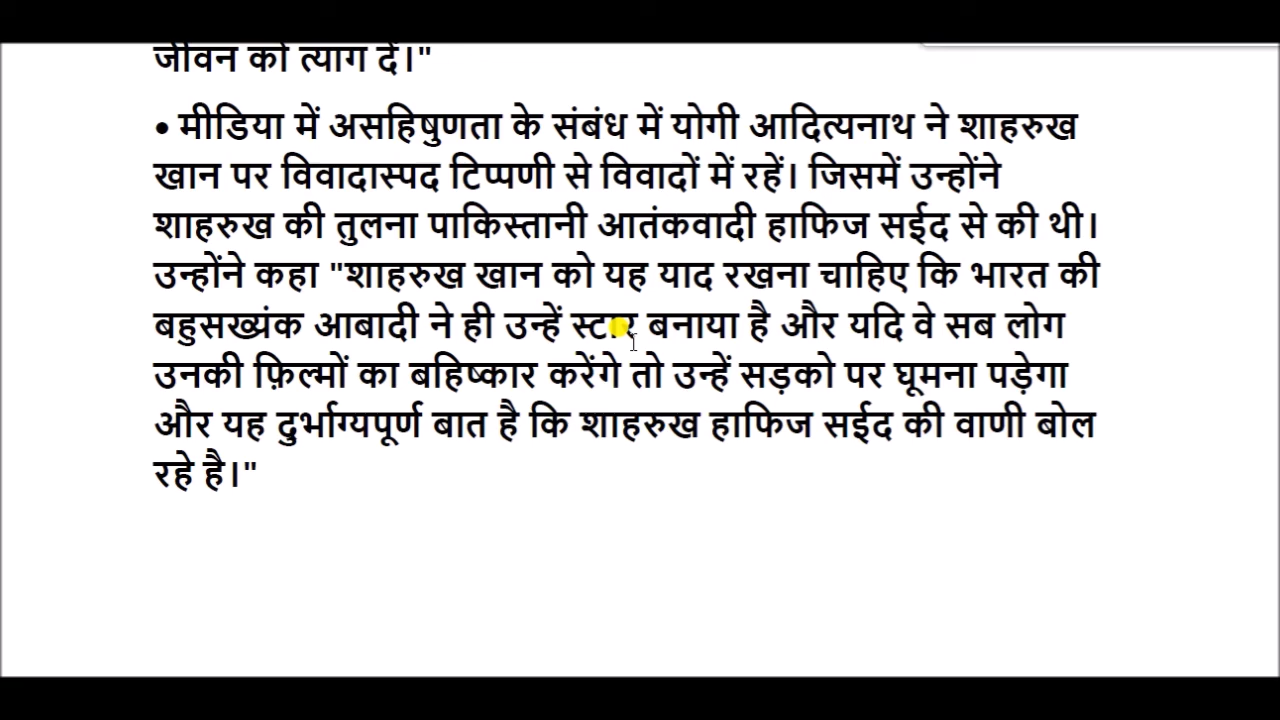 जीवन को त्याग दें।"
• मीडिया में असहिषुणता के संबंध में योगी आदित्यनाथ ने शाहरुख
खान पर विवादास्पद टिप्पणी से विवादों में रहें। जिसमें उन्होंने
शाहरुख की तुलना पाकिस्तानी आतंकवादी हाफिज सईद से की थी।
उन्होंने कहा "शाहरुख खान को यह याद रखना चाहिए कि भारत की
बहुसख्यंक आबादी ने ही उन्हें स्टार बनाया है और यदि वे सब लोग
उनकी फ़िल्मों का बहिष्कार करेंगे तो उन्हें सड़को पर घूमना पड़ेगा
और यह दुर्भाग्यपूर्ण बात है कि शाहरुख हाफिज सईद की वाणी बोल
रहे है।"